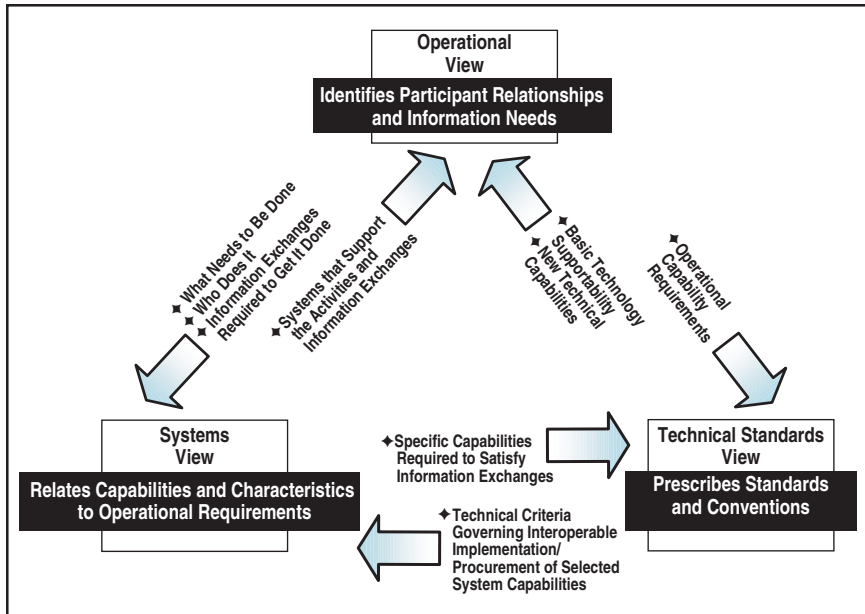 Operational
View
Identifies Participant Relationships
and Information Needs
✦ What Needs to Be Done
✦ Who Does It
✦ Information Exchanges
Required to Get It Done
✦ Systems that Support
the Activities and
Information Exchanges
✦ Basic Technology
Supportability
✦ New Technical
Capabilities
✦ Operational
Capability
Requirements
Systems
View
Relates Capabilities and Characteristics
to Operational Requirements
✦Specific Capabilities
Required to Satisfy
Information Exchanges
✦Technical Criteria
Governing Interoperable
Implementation/
Procurement of Selected
System Capabilities
Technical Standards
View
Prescribes Standards
and Conventions